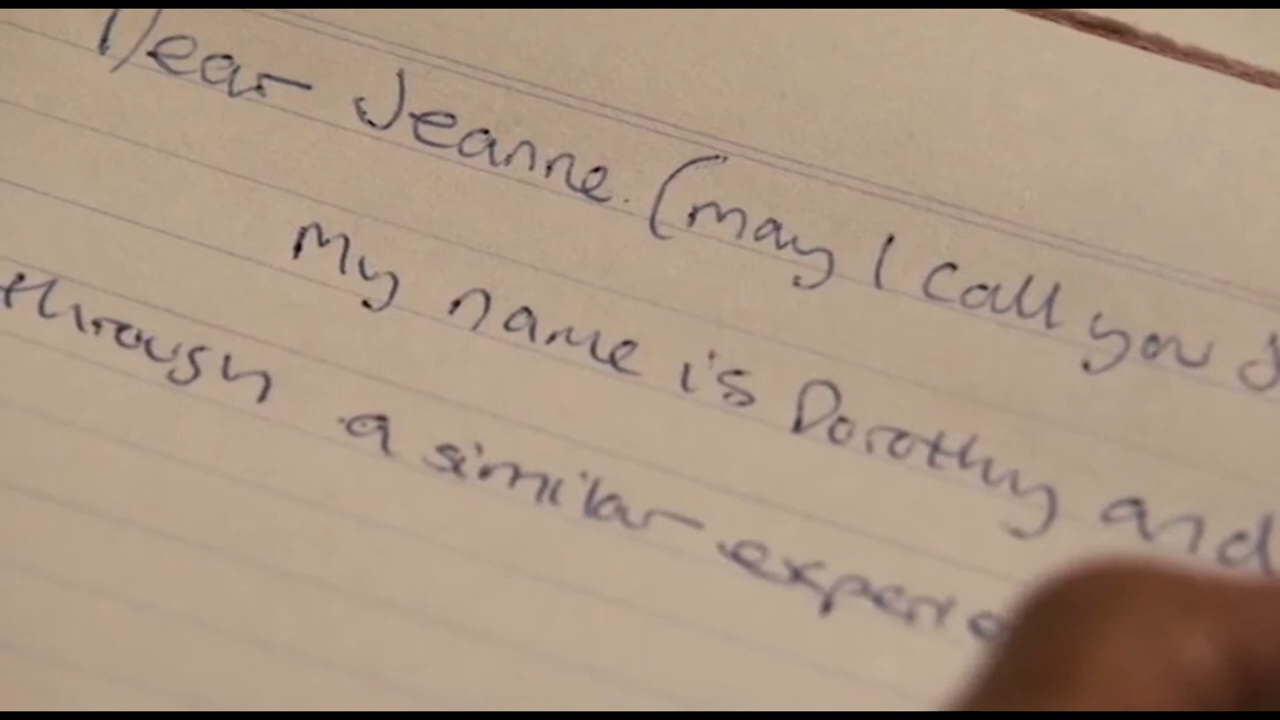 Dear Jeanne. (may I call you J
My name is Dorothy and
through a similar experie